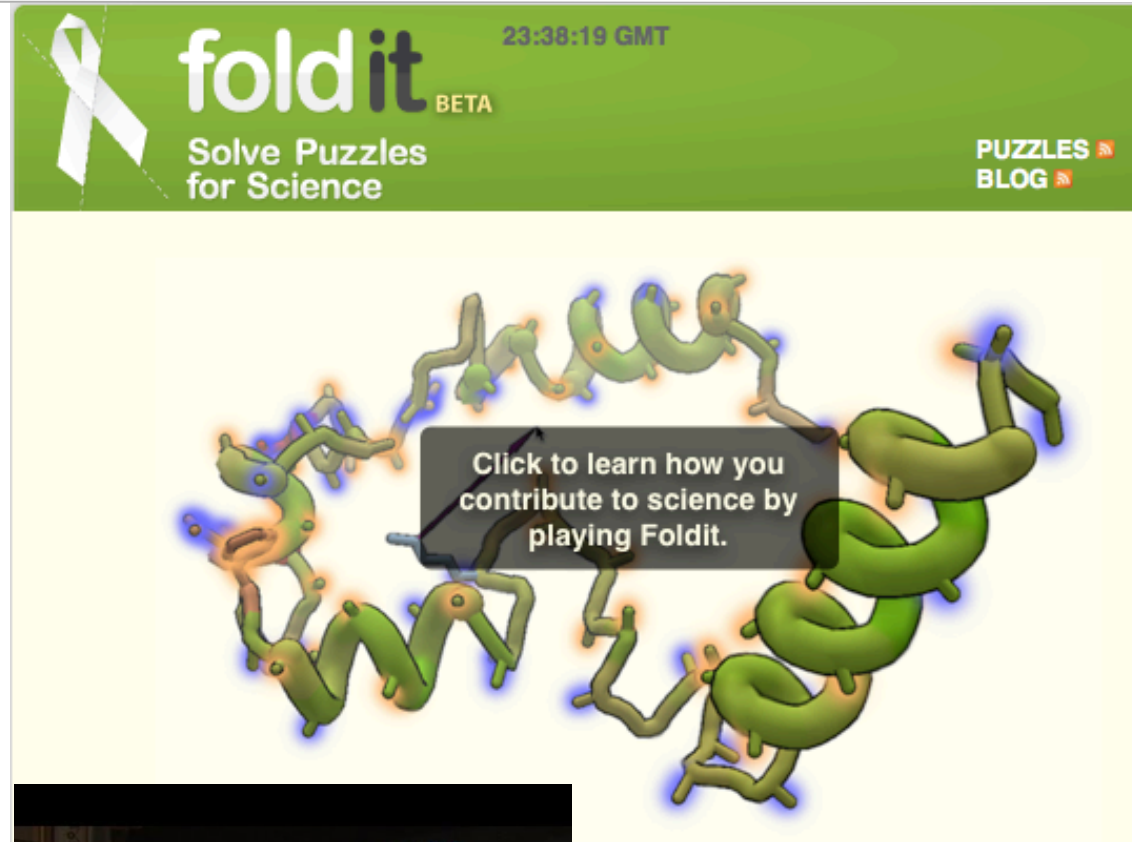 23:38:19 GMT
foldit BETA
Solve Puzzles
for Science
PUZZLES
BLOG
Click to learn how you
contribute to science by
playing Foldit.